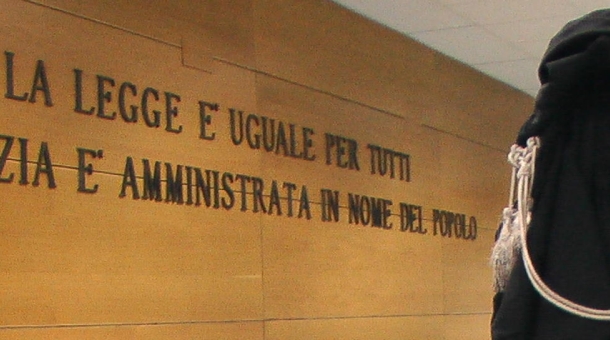 LA LEGGE E' UGUALE PER TUTTI
ZIA E' AMMINISTRATA IN NOME DEL POPOLO